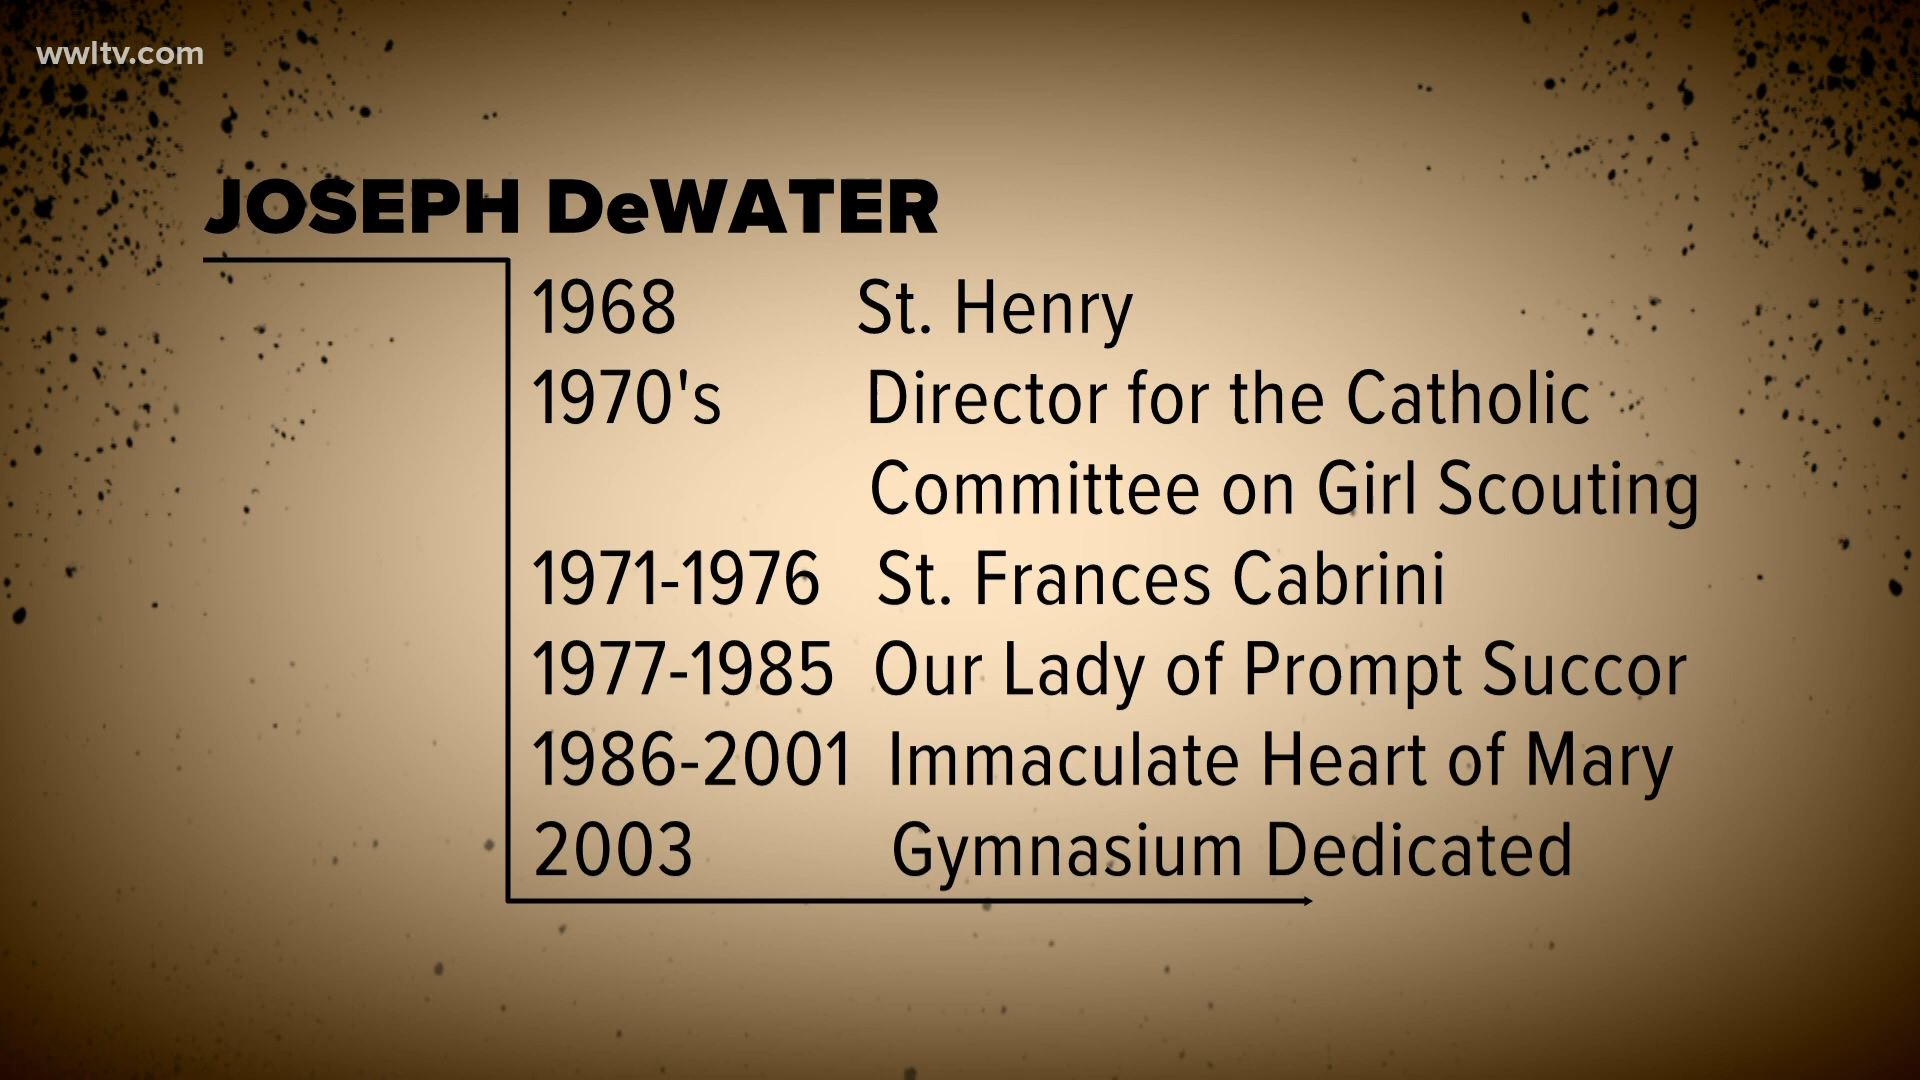 wwltv.com
JOSEPH DeWATER
1968 St. Henry
1970's Director for the Catholic
Committee on Girl Scouting
1971-1976 St. Frances Cabrini
1977-1985 Our Lady of Prompt Succor
1986-2001 Immaculate Heart of Mary
2003 Gymnasium Dedicated